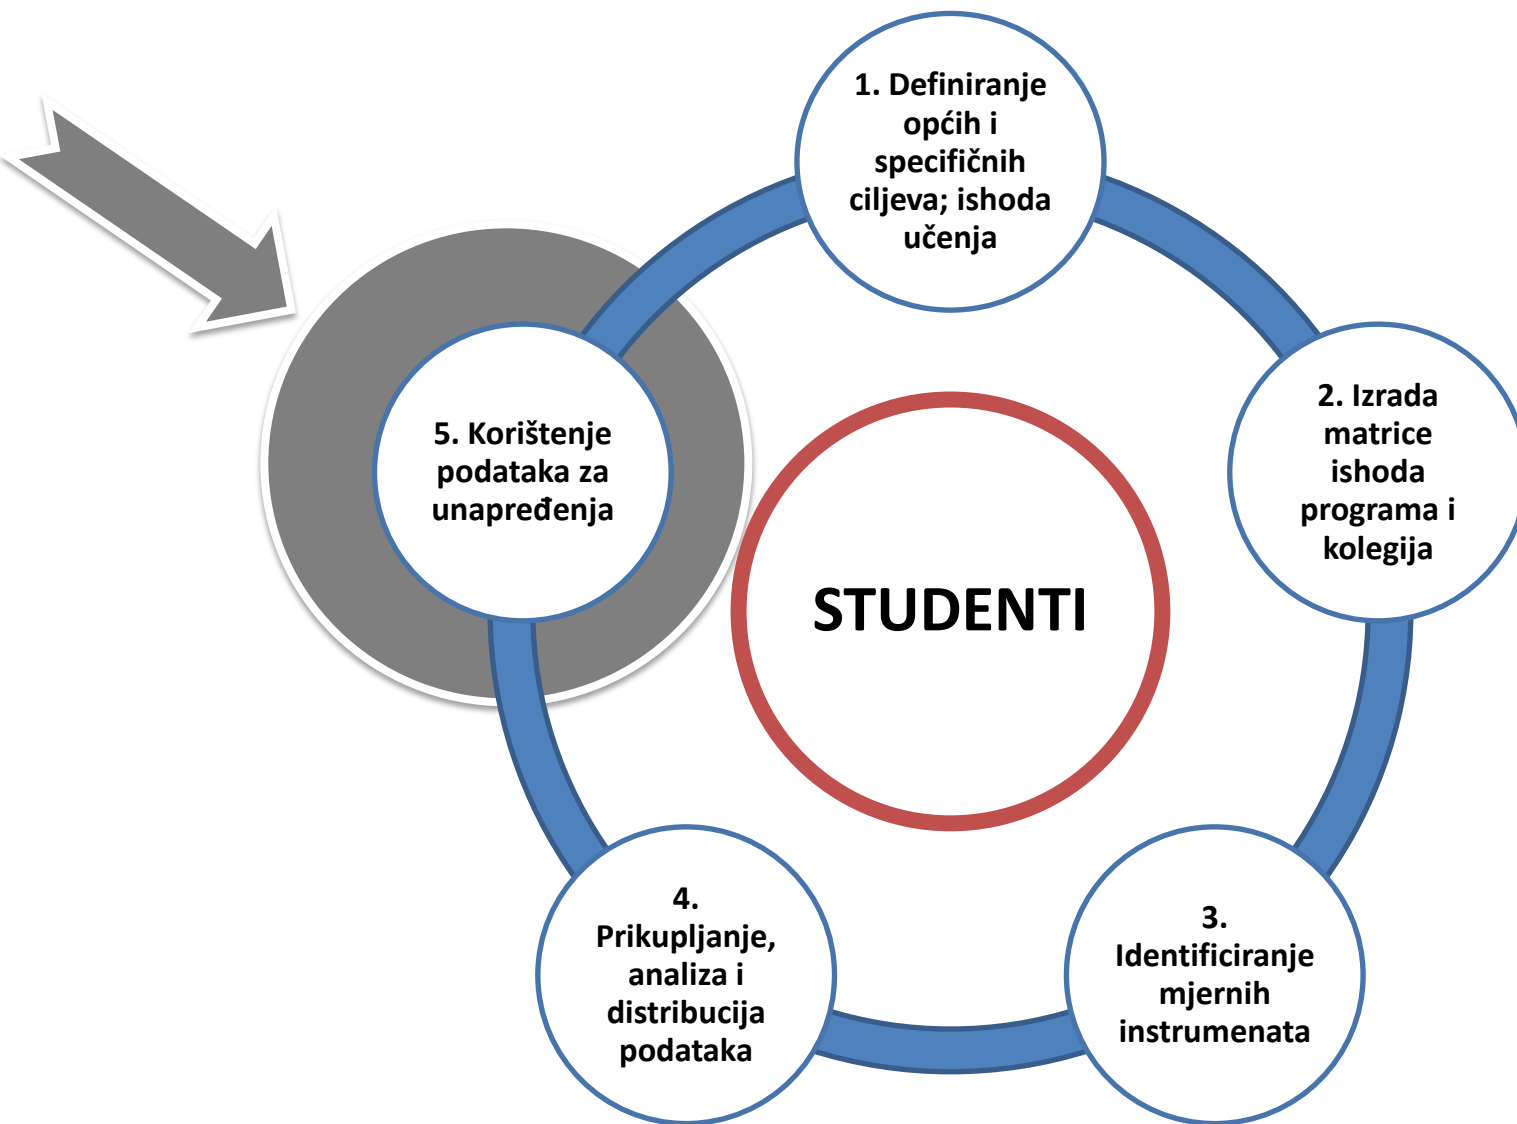 1. Definiranje
općih i
specifičnih
ciljeva; ishoda
učenja
2. Izrada
matrice
ishoda
programa i
kolegija
3.
Identificiranje
mjernih
instrumenata
4.
Prikupljanje,
analiza i
distribucija
podataka
5. Korištenje
podataka za
unapređenja
STUDENTI